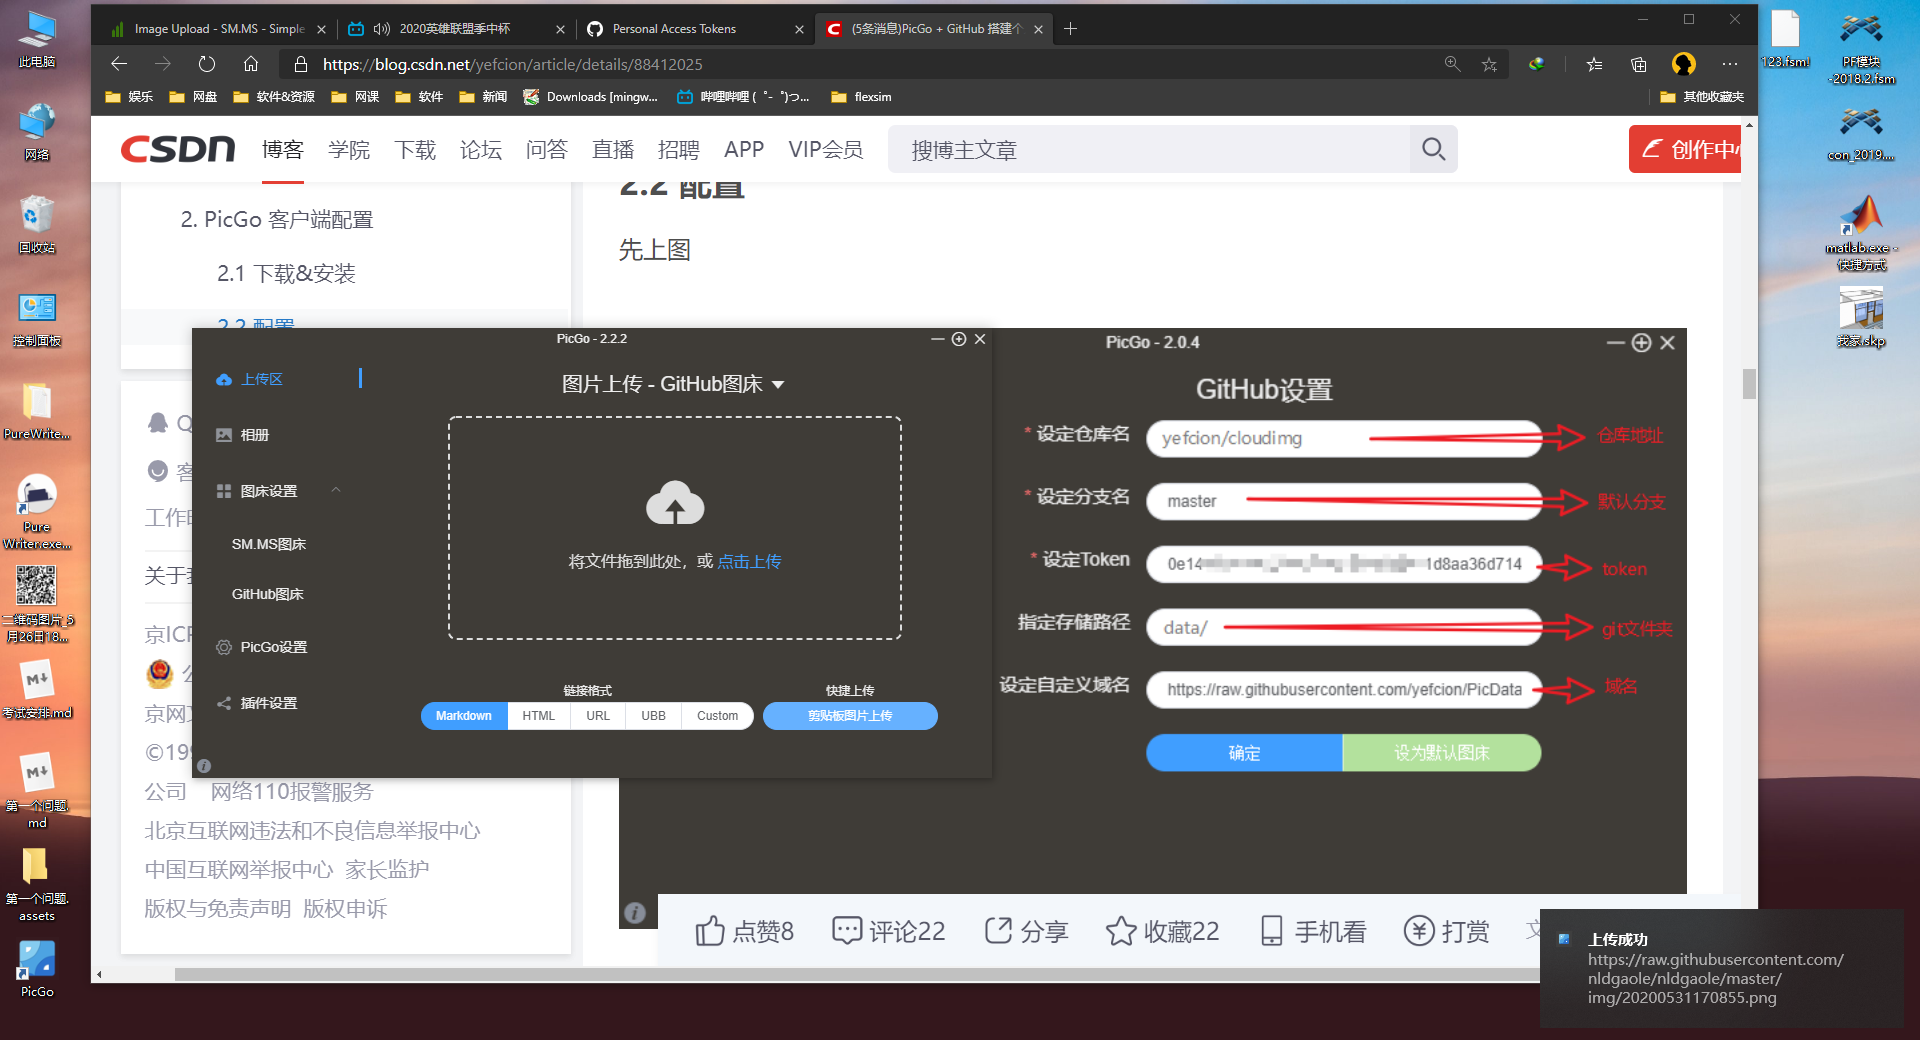 此电脑
网络
回收站
控制面板
PureWrite...
Pure
Writer.exe...
二维码图片_5
月26日18...
考试安排.md
第一个问题.
md
第一个问题.
assets
PicGo
Image Upload - SM.MS - Simple
2020英雄联盟季中杯
Personal Access Tokens
(5条消息)PicGo + GitHub 搭建个
https://blog.csdn.net/yefcion/article/details/88412025
娱乐
网盘
软件&资源
网课
软件
新闻
Downloads [mingw...
哔哩哔哩 ( ゜- ゜)つ...
flexsim
其他收藏夹
CSDN
博客
学院
下载
论坛
问答
直播
招聘
APP
VIP会员
搜博主文章
创作中心
2. PicGo 客户端配置
2.1 下载&安装
2.2 配置
2.2 配置
先上图
Q
客
工作时
关于我
京ICP
公
京网文
©199
公司 网络110报警服务
北京互联网违法和不良信息举报中心
中国互联网举报中心 家长监护
版权与免责声明 版权申诉
PicGo - 2.2.2
上传区
相册
图床设置
SM.MS图床
GitHub图床
PicGo设置
插件设置
图片上传 - GitHub图床
将文件拖到此处，或 点击上传
链接格式
快捷上传
Markdown
HTML
URL
UBB
Custom
剪贴板图片上传
PicGo - 2.0.4
GitHub设置
* 设定仓库名
yefcion/cloudimg
仓库地址
* 设定分支名
master
默认分支
* 设定Token
0e14
1d8aa36d714
token
指定存储路径
data/
git文件夹
设定自定义域名
https://raw.githubusercontent.com/yefcion/PicData
域名
确定
设为默认图床
点赞8
评论22
分享
收藏22
手机看
打赏
文
上传成功
https://raw.githubusercontent.com/
nldgaole/nldgaole/master/
img/20200531170855.png
123.fsm!
PF模块
-2018.2.fsm
con_2019....
matlab.exe -
快捷方式
我家.skp